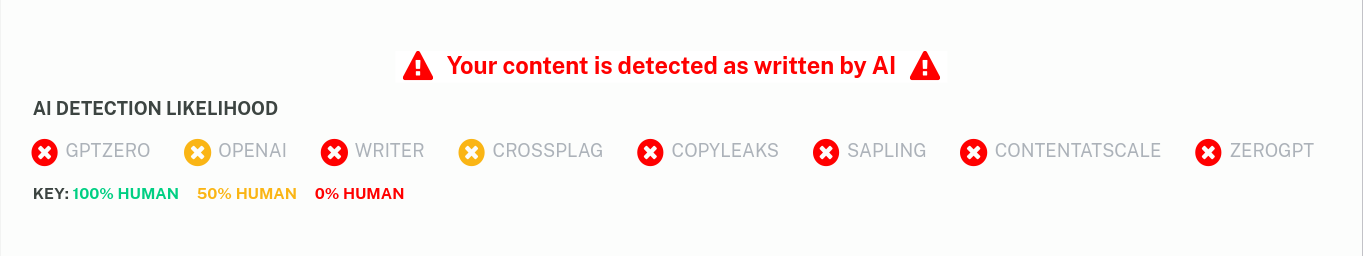 Your content is detected as written by AI
AI DETECTION LIKELIHOOD
GPTZERO OPENAI WRITER CROSSPLAG COPYLEAKS SAPLING CONTENTATSCALE ZEROGPT
KEY: 100% HUMAN 50% HUMAN 0% HUMAN